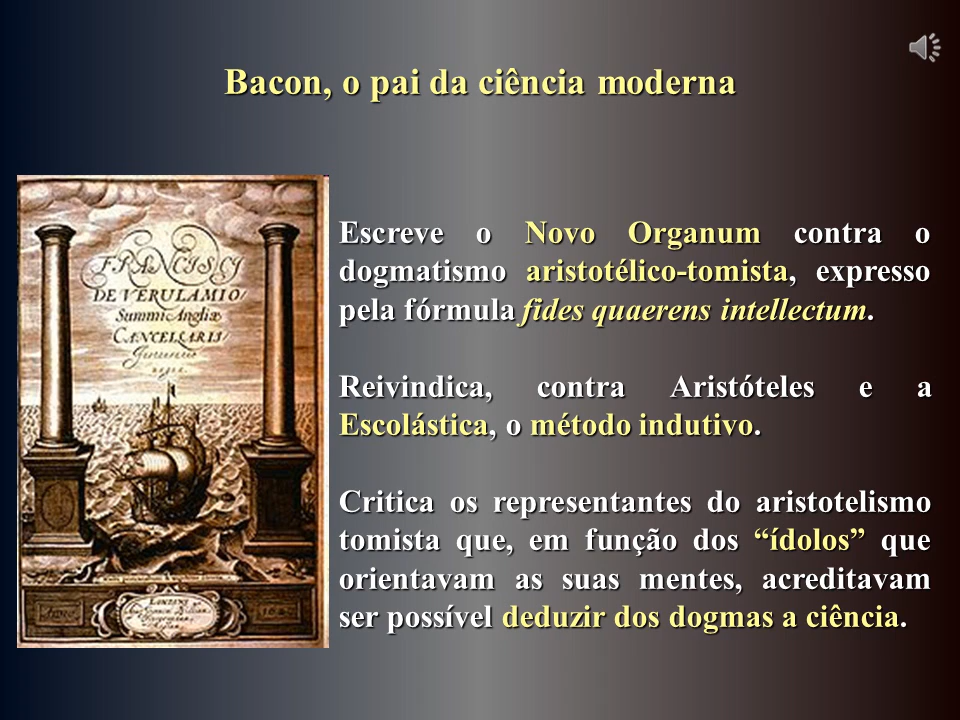 Bacon, o pai da ciência moderna
FRANCISCJ
DE VERULAMIO/
Summi Angliæ
CANCELLARIS/
Escreve o Novo Organum contra o
dogmatismo aristotélico-tomista, expresso
pela fórmula fides quaerens intellectum.
Reivindica, contra Aristóteles e a
Escolástica, o método indutivo.
Critica os representantes do aristotelismo
tomista que, em função dos “ídolos” que
orientavam as suas mentes, acreditavam
ser possível deduzir dos dogmas a ciência.